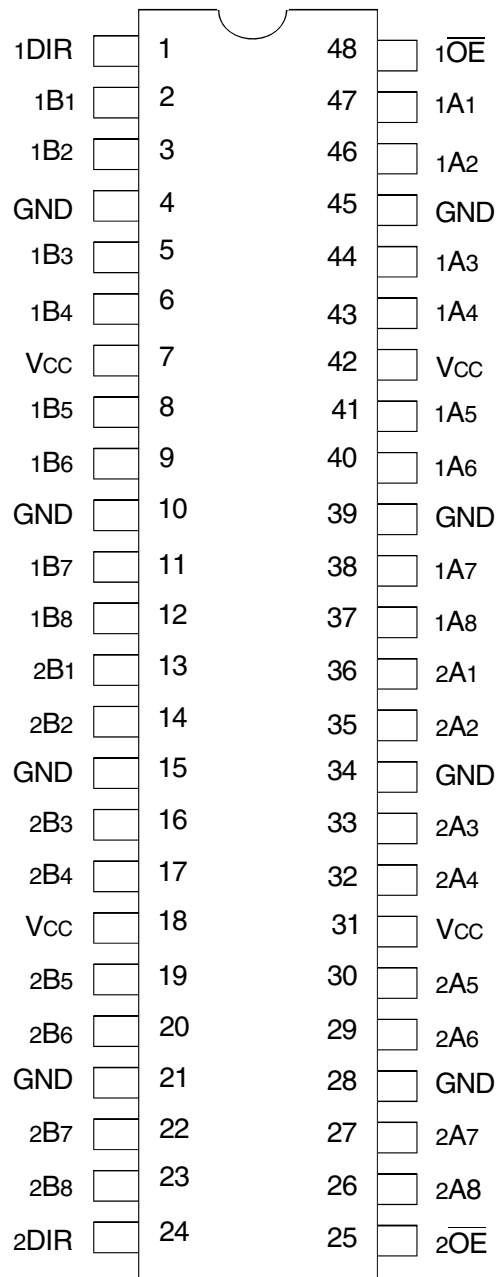 1DIR 1 48 1O̅E̅
1B1 2 47 1A1
1B2 3 46 1A2
GND 4 45 GND
1B3 5 44 1A3
1B4 6 43 1A4
VCC 7 42 VCC
1B5 8 41 1A5
1B6 9 40 1A6
GND 10 39 GND
1B7 11 38 1A7
1B8 12 37 1A8
2B1 13 36 2A1
2B2 14 35 2A2
GND 15 34 GND
2B3 16 33 2A3
2B4 17 32 2A4
VCC 18 31 VCC
2B5 19 30 2A5
2B6 20 29 2A6
GND 21 28 GND
2B7 22 27 2A7
2B8 23 26 2A8
2DIR 24 25 2O̅E̅